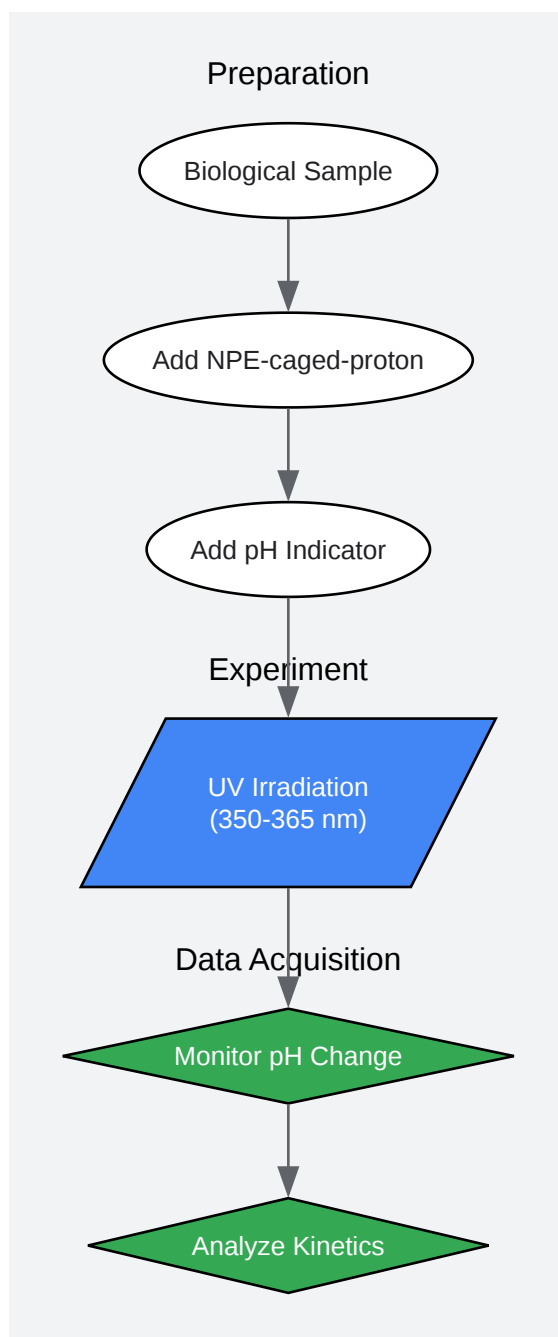 Preparation
Biological Sample
Add NPE-caged-proton
Add pH Indicator
Experiment
UV Irradiation
(350-365 nm)
Data Acquisition
Monitor pH Change
Analyze Kinetics